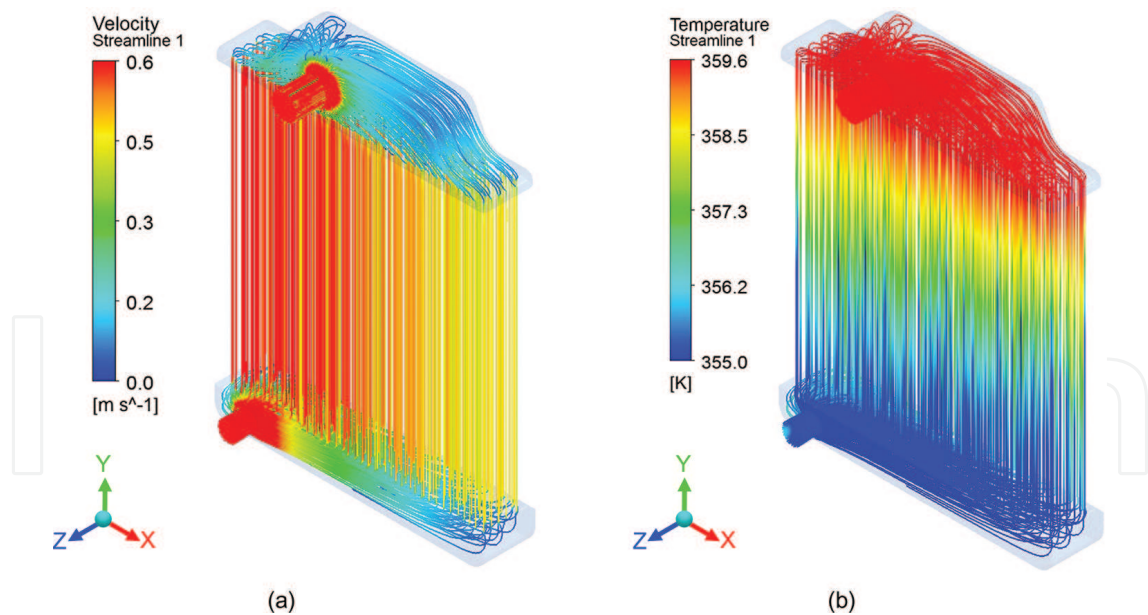 Velocity
Streamline 1
0.6
0.5
0.3
0.2
0.0
[m s^-1]
Y
Z
X
(a)
Temperature
Streamline 1
359.6
358.5
357.3
356.2
355.0
[K]
Y
Z
X
(b)